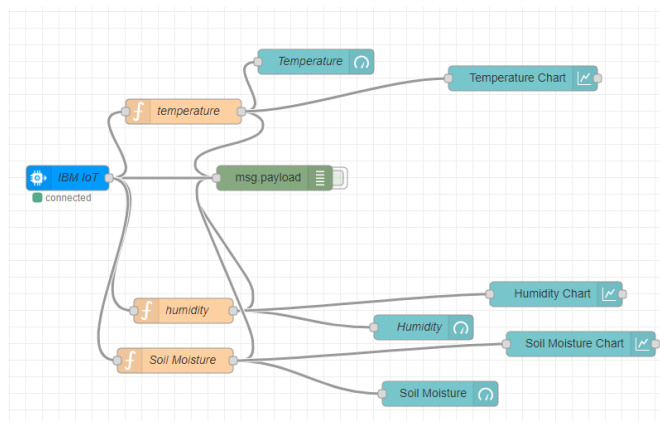 Temperature
Temperature Chart
temperature
IBM IoT
msg.payload
connected
Humidity Chart
humidity
Humidity
Soil Moisture Chart
Soil Moisture
Soil Moisture